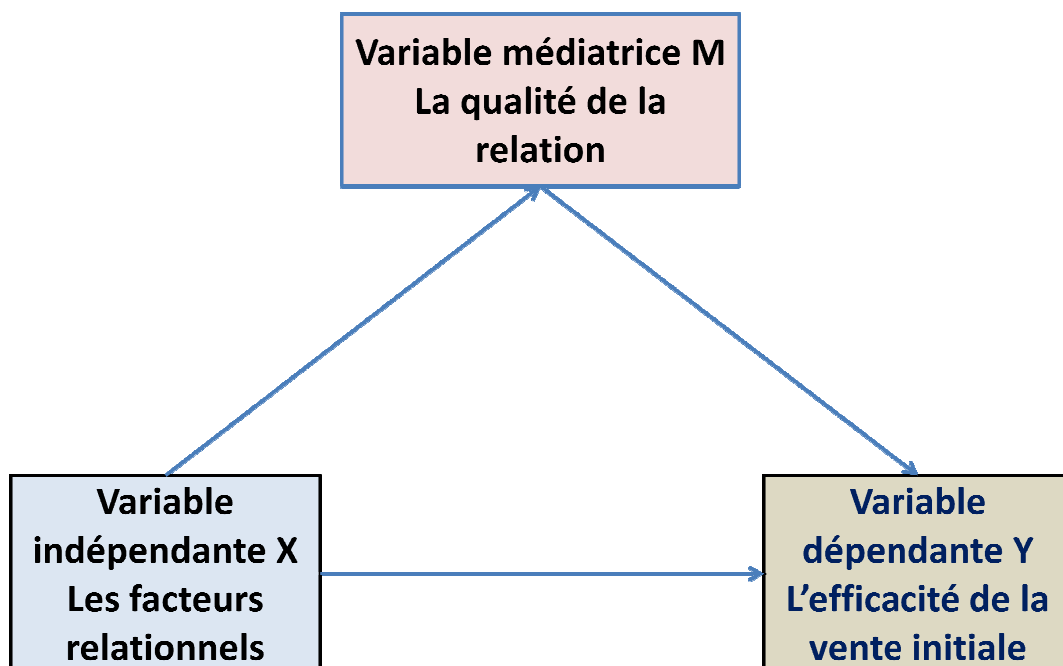 Variable médiatrice M
La qualité de la
relation
Variable
indépendante X
Les facteurs
relationnels
Variable
dépendante Y
L’efficacité de la
vente initiale